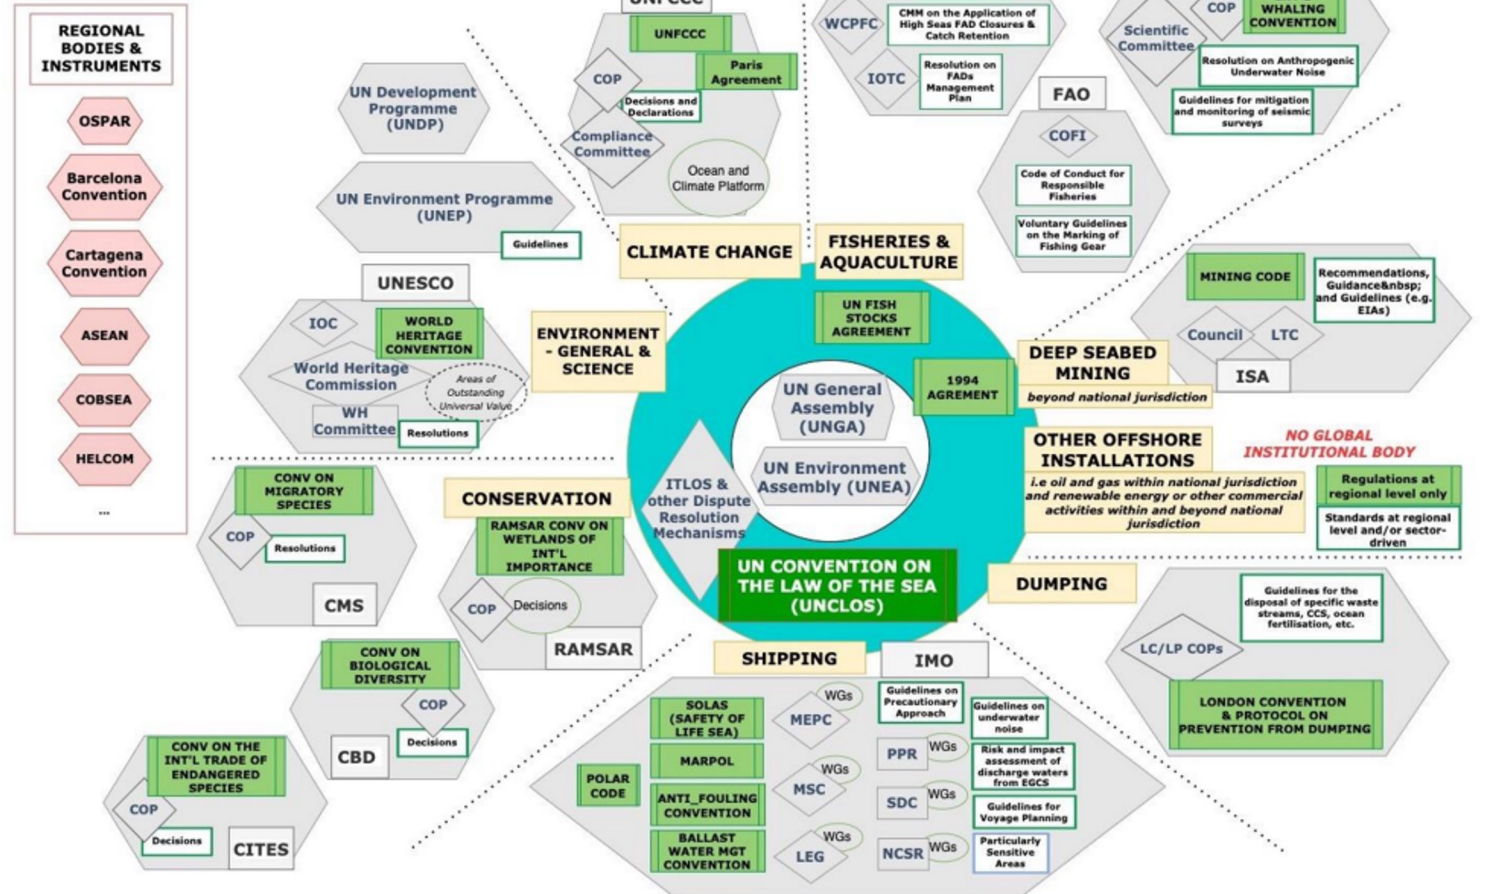 REGIONAL
BODIES &
INSTRUMENTS
OSPAR
Barcelona
Convention
Cartagena
Convention
ASEAN
COBSEA
HELCOM
...
UN Development
Programme
(UNDP)
UN Environment Programme
(UNEP)
Guidelines
UNFCCC
UNFCCC
Paris
Agreement
COP
Decisions and
Declarations
Compliance
Committee
Ocean and
Climate Platform
CLIMATE CHANGE
WCPFC
CMM on the Application of
High Seas FAD Closures &
Catch Retention
IOTC
Resolution on
FADs
Management
Plan
FAO
COFI
Code of Conduct for
Responsible
Fisheries
Voluntary Guidelines
on the Marking of
Fishing Gear
FISHERIES &
AQUACULTURE
COP
WHALING
CONVENTION
Scientific
Committee
Resolution on Anthropogenic
Underwater Noise
Guidelines for mitigation
and monitoring of seismic
surveys
UNESCO
IOC
WORLD
HERITAGE
CONVENTION
World Heritage
Commission
Areas of
Outstanding
Universal Value
WH
Committee
Resolutions
ENVIRONMENT
- GENERAL &
SCIENCE
UN FISH
STOCKS
AGREEMENT
1994
AGREMENT
UN General
Assembly
(UNGA)
UN Environment
Assembly (UNEA)
ITLOS &
other Dispute
Resolution
Mechanisms
UN CONVENTION ON
THE LAW OF THE SEA
(UNCLOS)
MINING CODE
Recommendations,
Guidance&nbsp;
and Guidelines (e.g.
EIAs)
Council
LTC
ISA
DEEP SEABED
MINING
beyond national jurisdiction
OTHER OFFSHORE
INSTALLATIONS
i.e oil and gas within national jurisdiction
and renewable energy or other commercial
activities within and beyond national
jurisdiction
NO GLOBAL
INSTITUTIONAL BODY
Regulations at
regional level only
Standards at regional
level and/or sector-
driven
CONSERVATION
CONV ON
MIGRATORY
SPECIES
COP
Resolutions
CMS
RAMSAR CONV ON
WETLANDS OF
INT'L
IMPORTANCE
COP
Decisions
RAMSAR
CONV ON
BIOLOGICAL
DIVERSITY
COP
Decisions
CBD
CONV ON THE
INT'L TRADE OF
ENDANGERED
SPECIES
COP
Decisions
CITES
DUMPING
Guidelines for the
disposal of specific waste
streams, CCS, ocean
fertilisation, etc.
LC/LP COPs
LONDON CONVENTION
& PROTOCOL ON
PREVENTION FROM DUMPING
SHIPPING
IMO
POLAR
CODE
SOLAS
(SAFETY OF
LIFE SEA)
MARPOL
ANTI_FOULING
CONVENTION
BALLAST
WATER MGT
CONVENTION
WGs
MEPC
WGs
MSC
WGs
LEG
Guidelines on
Precautionary
Approach
WGs
PPR
WGs
SDC
WGs
NCSR
Guidelines on
underwater
noise
Risk and impact
assessment of
discharge waters
from EGCS
Guidelines for
Voyage Planning
Particularly
Sensitive
Areas